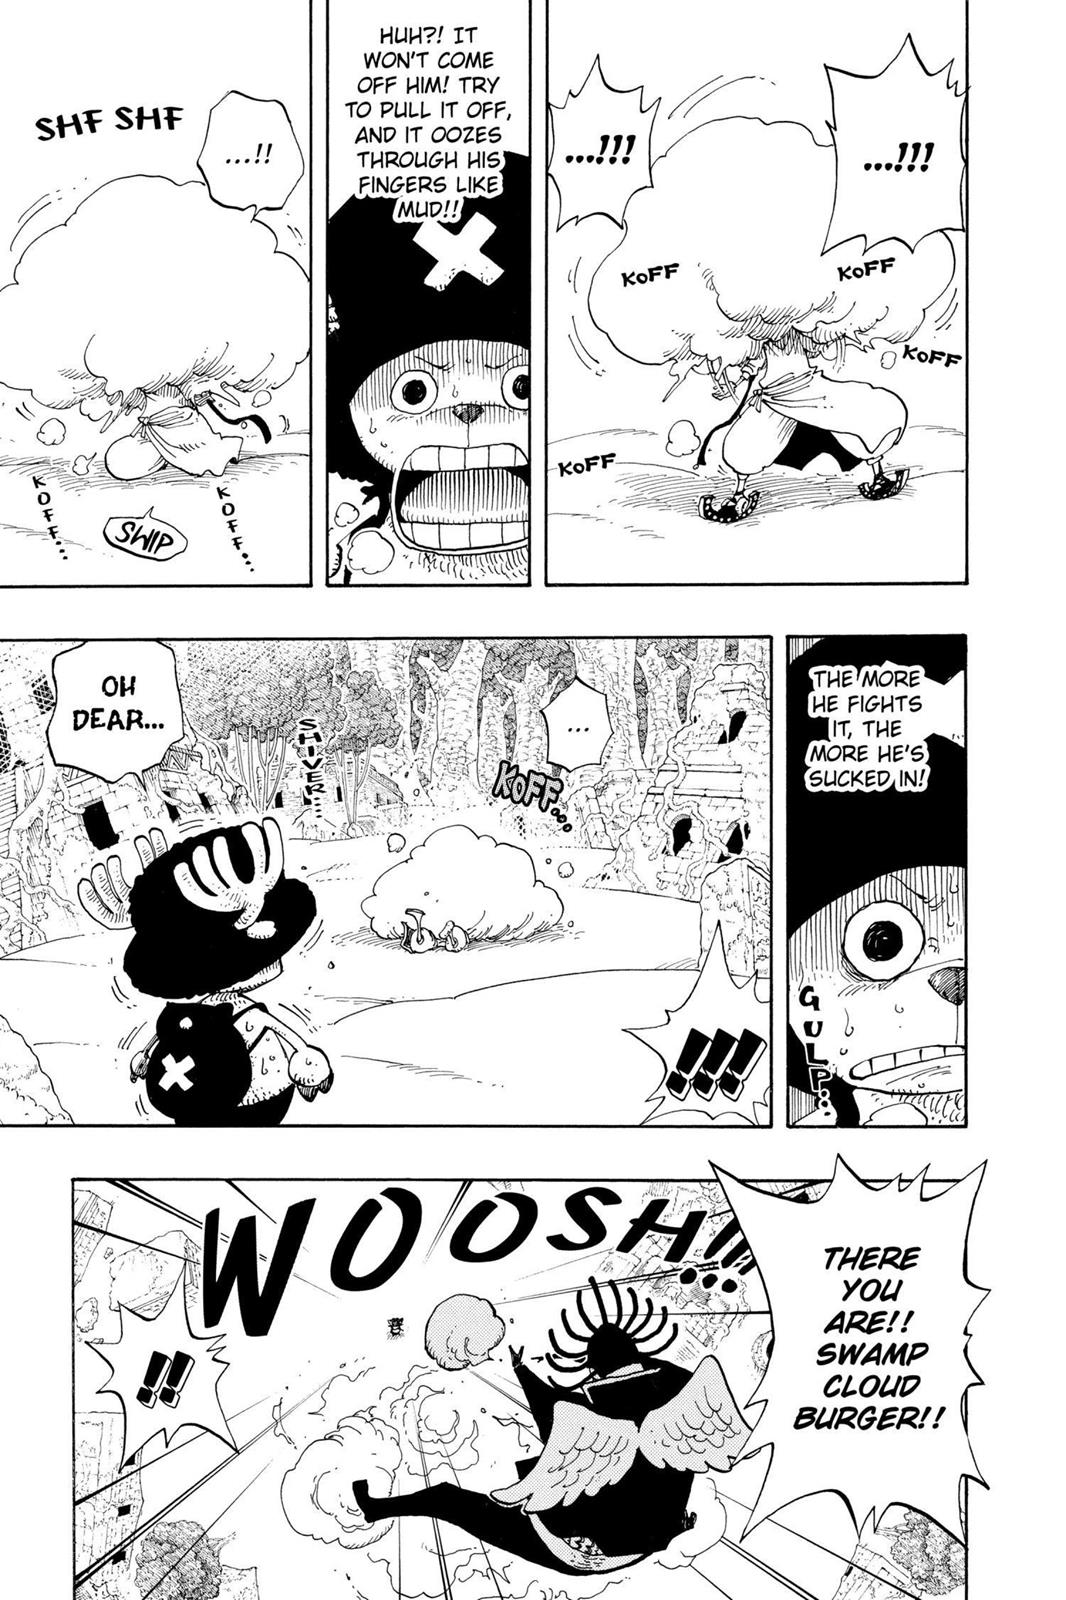 ...!!!
...!!!
KOFF
KOFF
KOFF
KOFF
HUH?! IT
WON'T COME
OFF HIM! TRY
TO PULL IT OFF,
AND IT OOZES
THROUGH HIS
FINGERS LIKE
MUD!!
SHF SHF
...!!
KOFF...
KOFF...
SWIP
THE MORE
HE FIGHTS
IT, THE
MORE HE'S
SUCKED IN!
GULP...
...
KOFF...
SHIVER...
OH
DEAR...
!!!!
THERE
YOU
ARE!!
SWAMP
CLOUD
BURGER!!
WOOSH!!!
!!